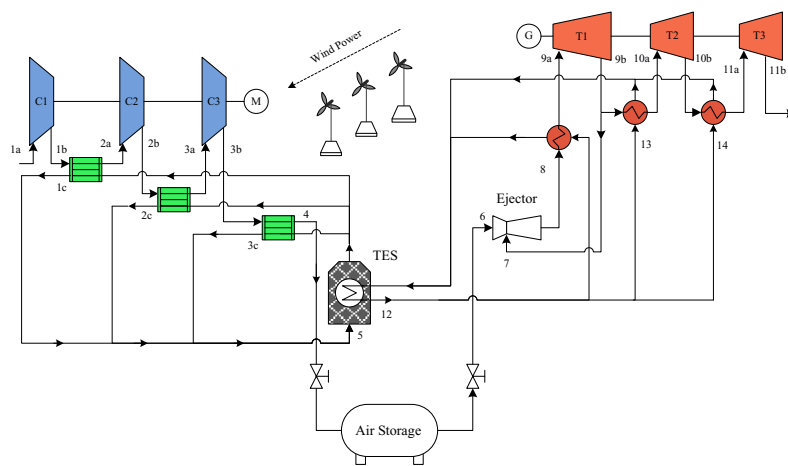 Wind Power
G
T1
T2
T3
9a
9b
10a
10b
11a
11b
C1
C2
C3
M
1a
1b
2a
2b
3a
3b
1c
2c
3c
4
13
14
8
Ejector
6
7
TES
12
5
Air Storage